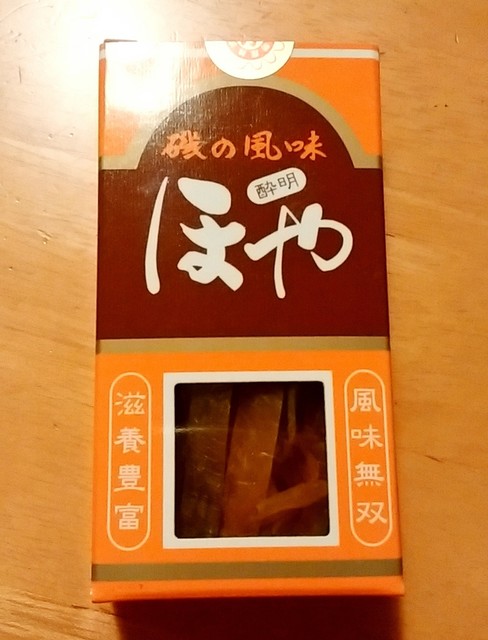 磯の風味
酔明
ほや
風味無双
滋養豊富